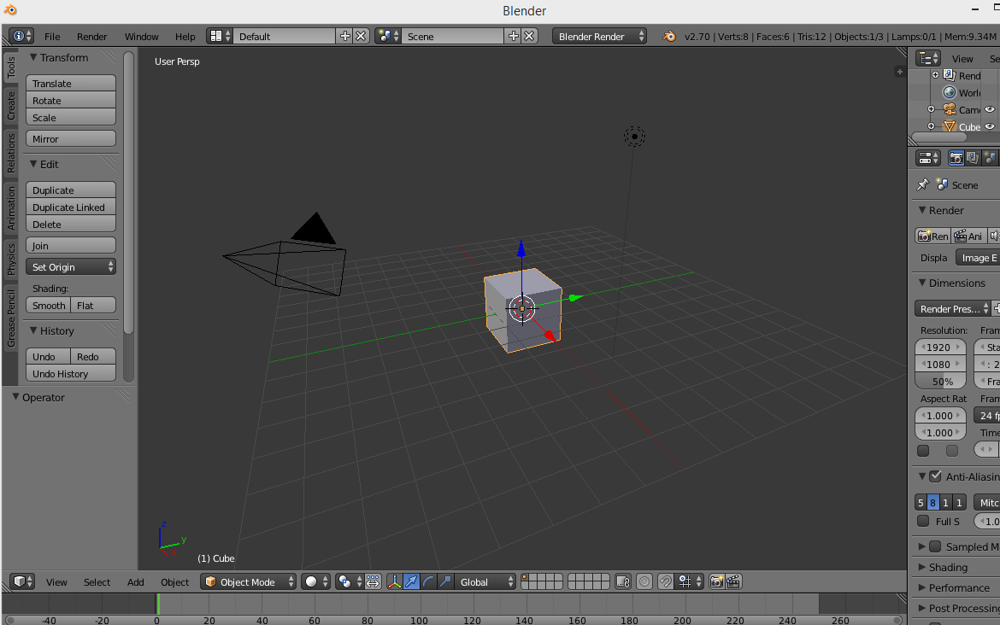 Blender
File Render Window Help Default Scene Blender Render v2.70 | Verts:8 | Faces:6 | Tris:12 | Objects:1/3 | Lamps:0/1 | Mem:9.34M
Tools
Create
Relations
Animation
Physics
Grease Pencil
Transform
Translate
Rotate
Scale
Mirror
Edit
Duplicate
Duplicate Linked
Delete
Join
Set Origin
Shading:
Smooth Flat
History
Undo Redo
Undo History
Operator
User Persp
z
y
x
(1) Cube
View Select Add Object Object Mode Global
-40 -20 0 20 40 60 80 100 120 140 160 180 200 220 240 260
View Se
Rend
Worl
Came
Cube
Scene
Render
Ren Ani
Displa Image E
Dimensions
Render Pres...
Resolution: Fram
1920 Sta
1080 : 2
50% Fra
Aspect Rat Fram
1.000 24 fp
1.000 Time
Anti-Aliasin
5 8 1 1 Mitc
Full S 1.0
Sampled M
Shading
Performance
Post Processing